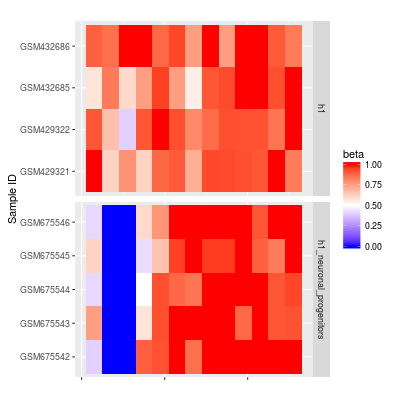 GSM432686
GSM432685
GSM429322
GSM429321
h1
GSM675546
GSM675545
GSM675544
GSM675543
GSM675542
h1_neuronal_progenitors
Sample ID
beta
1.00
0.75
0.50
0.25
0.00